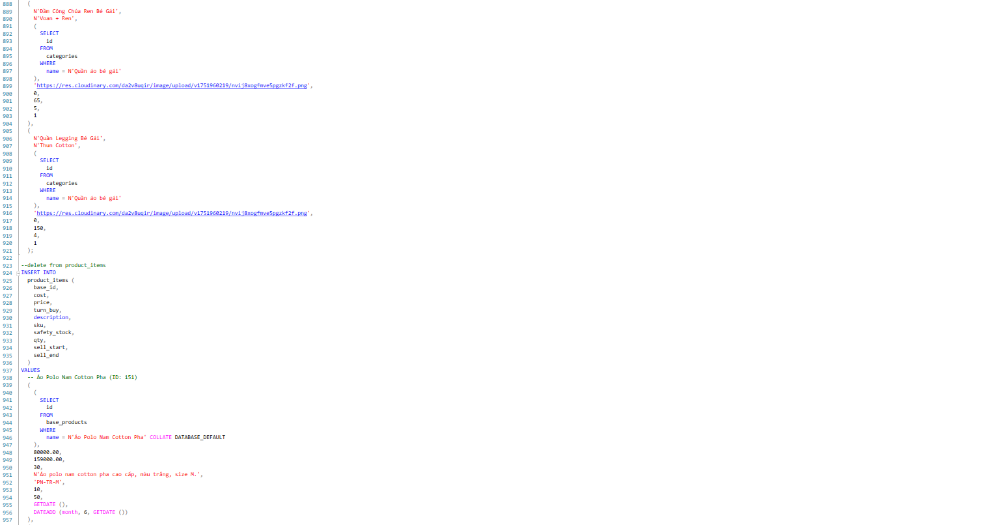 888 (
889 N'Đầm Công Chúa Ren Bé Gái',
890 N'Voan + Ren',
891 (
892 SELECT
893 id
894 FROM
895 categories
896 WHERE
897 name = N'Quần áo bé gái'
898 ),
899 'https://res.cloudinary.com/da2v8uqir/image/upload/v1751960219/nvij8xogfmve5pgzkf2f.png',
900 0,
901 65,
902 5,
903 1
904 ),
905 (
906 N'Quần Legging Bé Gái',
907 N'Thun Cotton',
908 (
909 SELECT
910 id
911 FROM
912 categories
913 WHERE
914 name = N'Quần áo bé gái'
915 ),
916 'https://res.cloudinary.com/da2v8uqir/image/upload/v1751960219/nvij8xogfmve5pgzkf2f.png',
917 0,
918 150,
919 4,
920 1
921 );
922
923 --delete from product_items
924 INSERT INTO
925 product_items (
926 base_id,
927 cost,
928 price,
929 turn_buy,
930 description,
931 sku,
932 safety_stock,
933 qty,
934 sell_start,
935 sell_end
936 )
937 VALUES
938 -- Áo Polo Nam Cotton Pha (ID: 151)
939 (
940 (
941 SELECT
942 id
943 FROM
944 base_products
945 WHERE
946 name = N'Áo Polo Nam Cotton Pha' COLLATE DATABASE_DEFAULT
947 ),
948 80000.00,
949 159000.00,
950 30,
951 N'Áo polo nam cotton pha cao cấp, màu trắng, size M.',
952 'PN-TR-M',
953 10,
954 50,
955 GETDATE (),
956 DATEADD (month, 6, GETDATE ())
957 ),